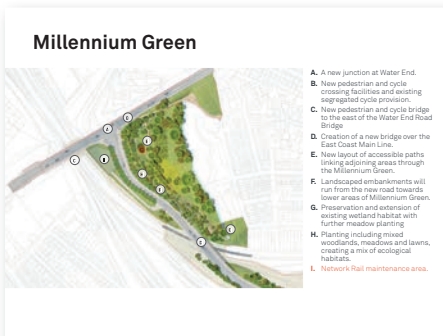 Millennium Green
A. A new junction at Water End.
B. New pedestrian and cycle
crossing facilities and existing
segregated cycle provision.
C. New pedestrian and cycle bridge
to the east of the Water End Road
Bridge
D. Creation of a new bridge over the
East Coast Main Line.
E. New layout of accessible paths
linking adjoining areas through
the Millennium Green.
F. Landscaped embankments will
run from the new road towards
lower areas of Millennium Green.
G. Preservation and extension of
existing wetland habitat with
further meadow planting
H. Planting including mixed
woodlands, meadows and lawns,
creating a mix of ecological
habitats.
I. Network Rail maintenance area.